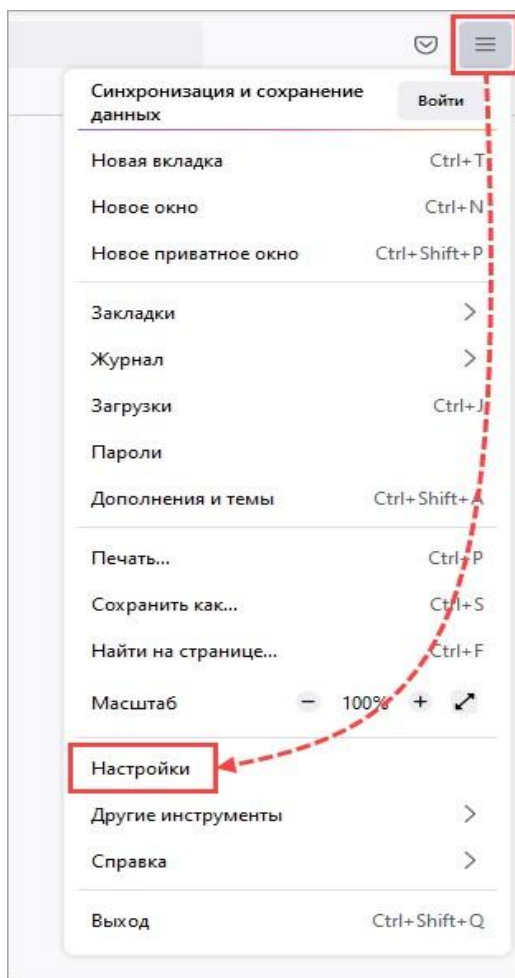 Синхронизация и сохранение
данных
Войти
Новая вкладка Ctrl+T
Новое окно Ctrl+N
Новое приватное окно Ctrl+Shift+P
Закладки
Журнал
Загрузки Ctrl+J
Пароли
Дополнения и темы Ctrl+Shift+A
Печать... Ctrl+P
Сохранить как... Ctrl+S
Найти на странице... Ctrl+F
Масштаб − 100% +
Настройки
Другие инструменты
Справка
Выход Ctrl+Shift+Q